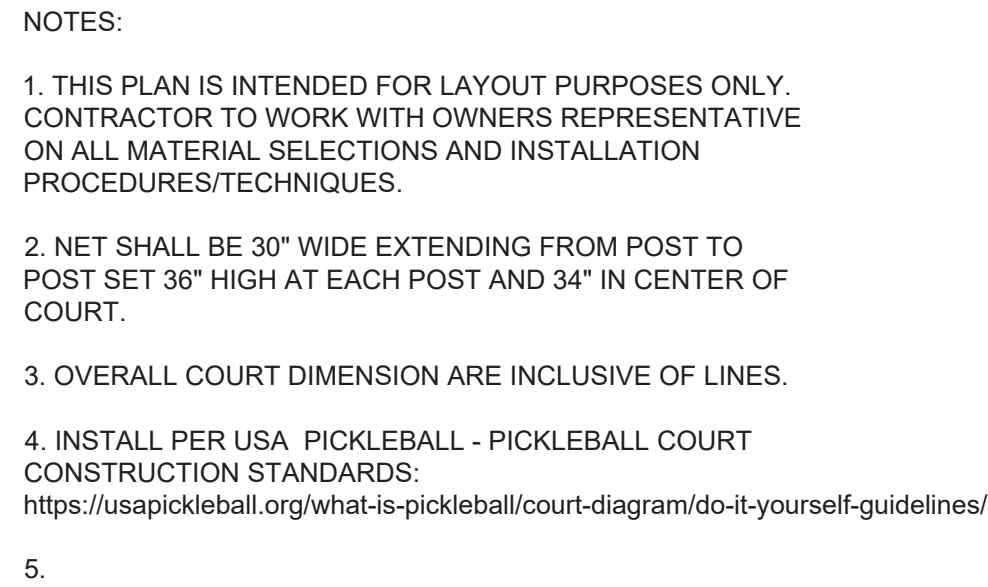 NOTES:
1. THIS PLAN IS INTENDED FOR LAYOUT PURPOSES ONLY.
CONTRACTOR TO WORK WITH OWNERS REPRESENTATIVE
ON ALL MATERIAL SELECTIONS AND INSTALLATION
PROCEDURES/TECHNIQUES.
2. NET SHALL BE 30" WIDE EXTENDING FROM POST TO
POST SET 36" HIGH AT EACH POST AND 34" IN CENTER OF
COURT.
3. OVERALL COURT DIMENSION ARE INCLUSIVE OF LINES.
4. INSTALL PER USA  PICKLEBALL - PICKLEBALL COURT
CONSTRUCTION STANDARDS:
https://usapickleball.org/what-is-pickleball/court-diagram/do-it-yourself-guidelines/
5.